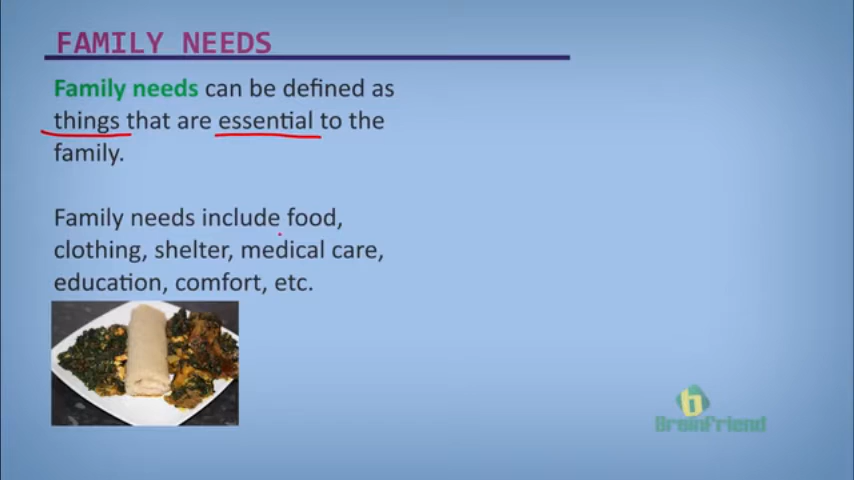 FAMILY NEEDS
Family needs can be defined as
things that are essential to the
family.
Family needs include food,
clothing, shelter, medical care,
education, comfort, etc.
b
Brainfriend